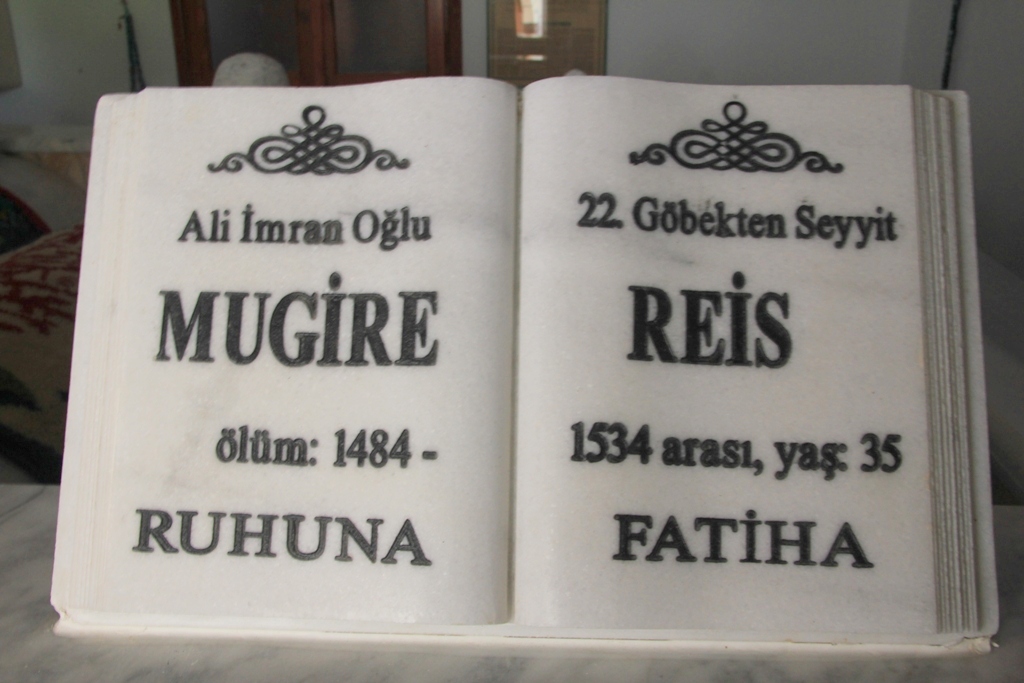 Ali İmran Oğlu
MUGİRE
ölüm: 1484 -
RUHUNA
22. Göbekten Seyyit
REİS
1534 arası, yaş: 35
FATİHA